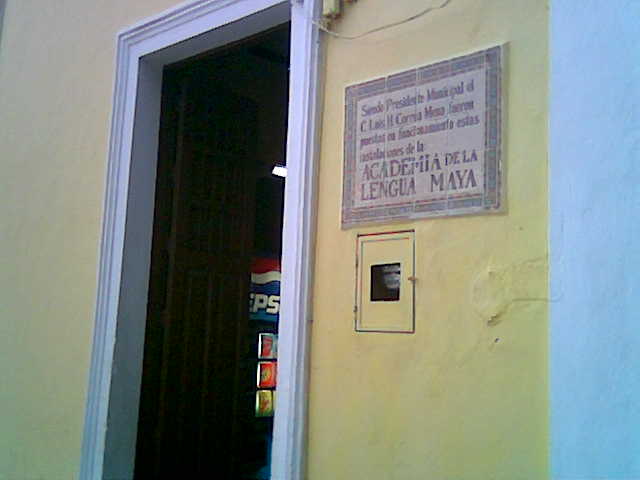 Siendo Presidente Municipal el
C. Luis H. Correa Mena, fueron
puestas en funcionamiento estas
instalaciones de la
ACADEMIA DE LA
LENGUA MAYA
EPS